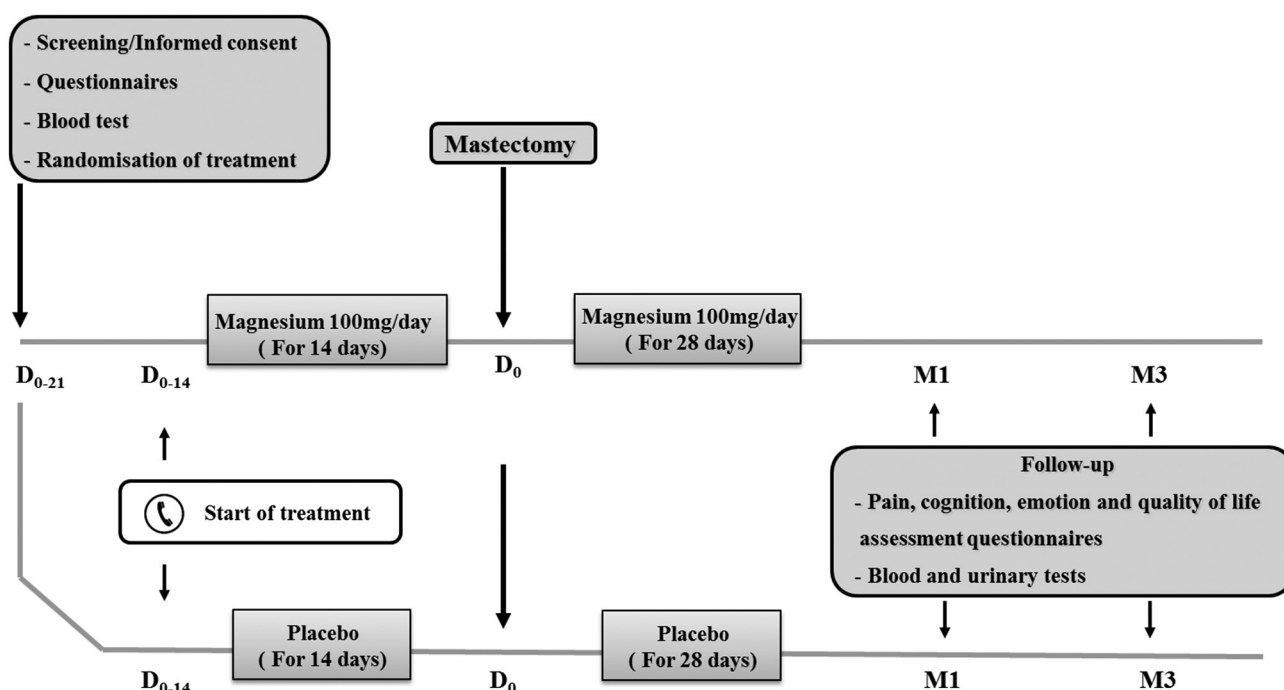 - Screening/Informed consent
- Questionnaires
- Blood test
- Randomisation of treatment
Mastectomy
Magnesium 100mg/day
( For 14 days)
Magnesium 100mg/day
( For 28 days)
D0-21
D0-14
D0
M1
M3
Start of treatment
Follow-up
- Pain, cognition, emotion and quality of life
assessment questionnaires
- Blood and urinary tests
Placebo
( For 14 days)
Placebo
( For 28 days)
D0-14
D0
M1
M3